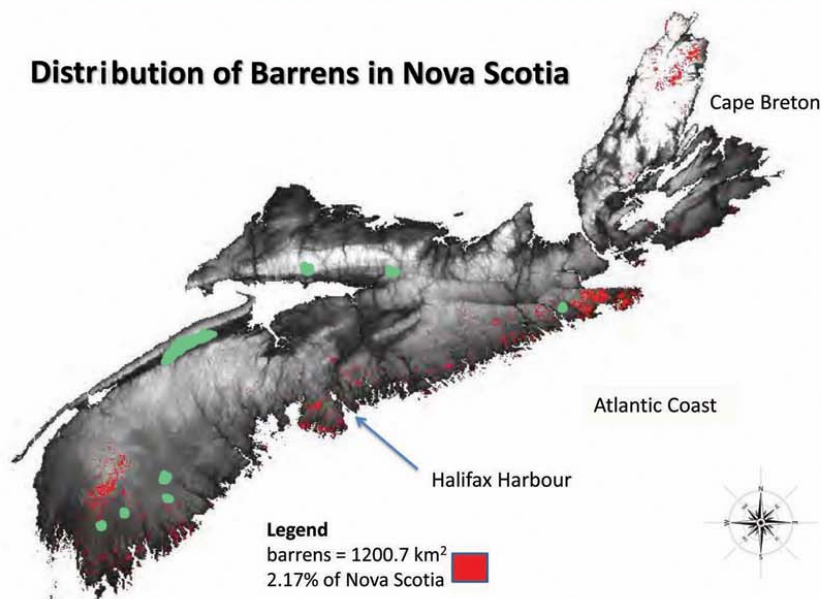 Distribution of Barrens in Nova Scotia
Cape Breton
Atlantic Coast
Halifax Harbour
Legend
barrens = 1200.7 km²
2.17% of Nova Scotia
N
W
E
S